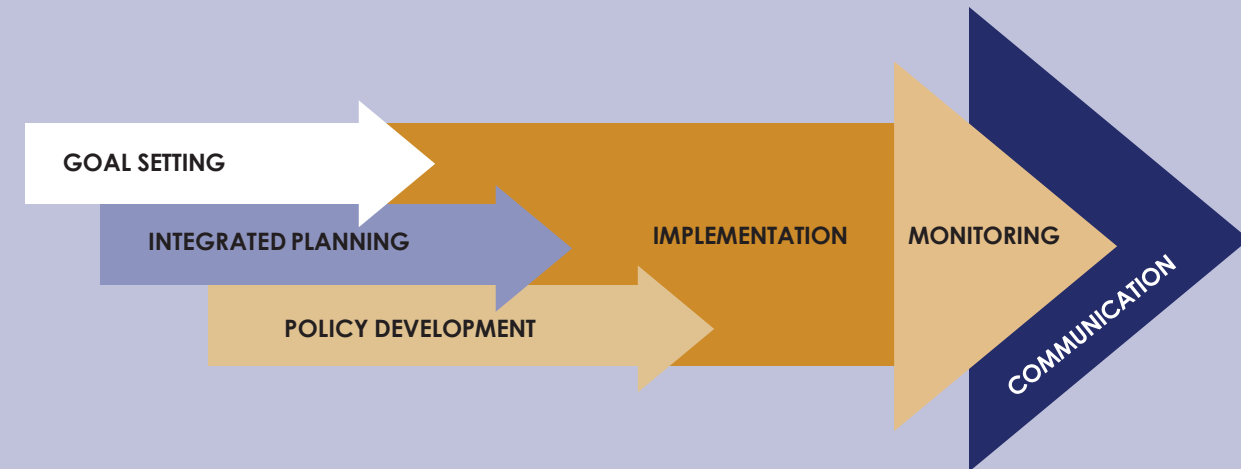 GOAL SETTING
INTEGRATED PLANNING
IMPLEMENTATION
MONITORING
POLICY DEVELOPMENT
COMMUNICATION